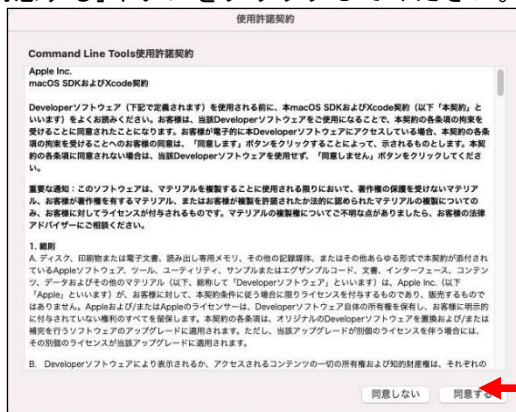 使用許諾契約
Command Line Tools使用許諾契約
Apple Inc.
macOS SDKおよびXcode契約
Developerソフトウェア（下記で定義されます）を使用される前に、本macOS SDKおよびXcode契約（以下「本契約」と
いいます）をよくお読みください。お客様は、当該Developerソフトウェアをご使用になることで、本契約の各条項の拘束を
受けることに同意されたことになります。お客様が電子的に本Developerソフトウェアにアクセスしている場合、本契約の各条
項の拘束を受けることへのお客様の同意は、「同意します」ボタンをクリックすることによって、示されるものとします。本契
約の各条項に同意されない場合は、当該Developerソフトウェアを使用せず、「同意しません」ボタンをクリックしてくださ
い。
重要な通知：このソフトウェアは、マテリアルを複製することに使用される限りにおいて、著作権の保護を受けないマテリア
ル、お客様が著作権を有するマテリアル、またはお客様が複製を許諾されたか法的に認められたマテリアルの複製についての
み、お客様に対してライセンスが付与されるものです。マテリアルの複製権についてご不明な点がありましたら、お客様の法律
アドバイザーにご相談ください。
1. 総則
A. ディスク、印刷物または電子文書、読み出し専用メモリ、その他の記録媒体、またはその他あらゆる形式で本契約が添付され
ているAppleソフトウェア、ツール、ユーティリティ、サンプルまたはエグザンプルコード、文書、インターフェース、コンテン
ツ、データおよびその他のマテリアル（以下、総称して「Developerソフトウェア」といいます）は、Apple Inc.（以下
「Apple」といいます）が、お客様に対して、本契約条件に従う場合に限りライセンスを付与するものであり、販売するもので
はありません。Appleおよび/またはAppleのライセンサーは、Developerソフトウェア自体の所有権を保有し、お客様に明示的
に付与されていない権利のすべてを留保します。本契約の各条項は、オリジナルのDeveloperソフトウェアを置換および/または
補完を行うソフトウェアのアップグレードに適用されます。ただし、当該アップグレードが別個のライセンスを伴う場合には、
その別個のライセンスが当該アップグレードに適用されます。
B. Developerソフトウェアにより表示されるか、アクセスされるコンテンツの一切の所有権および知的財産権は、それぞれの
同意しない
同意する